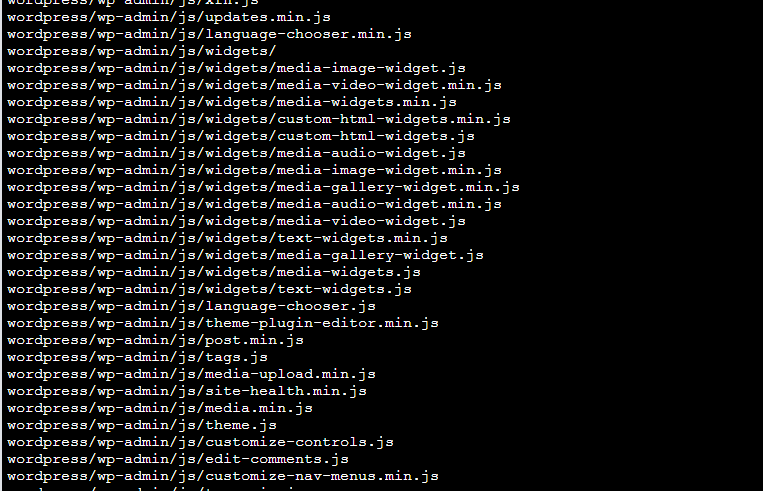 wordpress/wp-admin/js/xfn.js
wordpress/wp-admin/js/updates.min.js
wordpress/wp-admin/js/language-chooser.min.js
wordpress/wp-admin/js/widgets/
wordpress/wp-admin/js/widgets/media-image-widget.js
wordpress/wp-admin/js/widgets/media-video-widget.min.js
wordpress/wp-admin/js/widgets/media-widgets.min.js
wordpress/wp-admin/js/widgets/custom-html-widgets.min.js
wordpress/wp-admin/js/widgets/custom-html-widgets.js
wordpress/wp-admin/js/widgets/media-audio-widget.js
wordpress/wp-admin/js/widgets/media-image-widget.min.js
wordpress/wp-admin/js/widgets/media-gallery-widget.min.js
wordpress/wp-admin/js/widgets/media-audio-widget.min.js
wordpress/wp-admin/js/widgets/media-video-widget.js
wordpress/wp-admin/js/widgets/text-widgets.min.js
wordpress/wp-admin/js/widgets/media-gallery-widget.js
wordpress/wp-admin/js/widgets/media-widgets.js
wordpress/wp-admin/js/widgets/text-widgets.js
wordpress/wp-admin/js/language-chooser.js
wordpress/wp-admin/js/theme-plugin-editor.min.js
wordpress/wp-admin/js/post.min.js
wordpress/wp-admin/js/tags.js
wordpress/wp-admin/js/media-upload.min.js
wordpress/wp-admin/js/site-health.min.js
wordpress/wp-admin/js/media.min.js
wordpress/wp-admin/js/theme.js
wordpress/wp-admin/js/customize-controls.js
wordpress/wp-admin/js/edit-comments.js
wordpress/wp-admin/js/customize-nav-menus.min.js